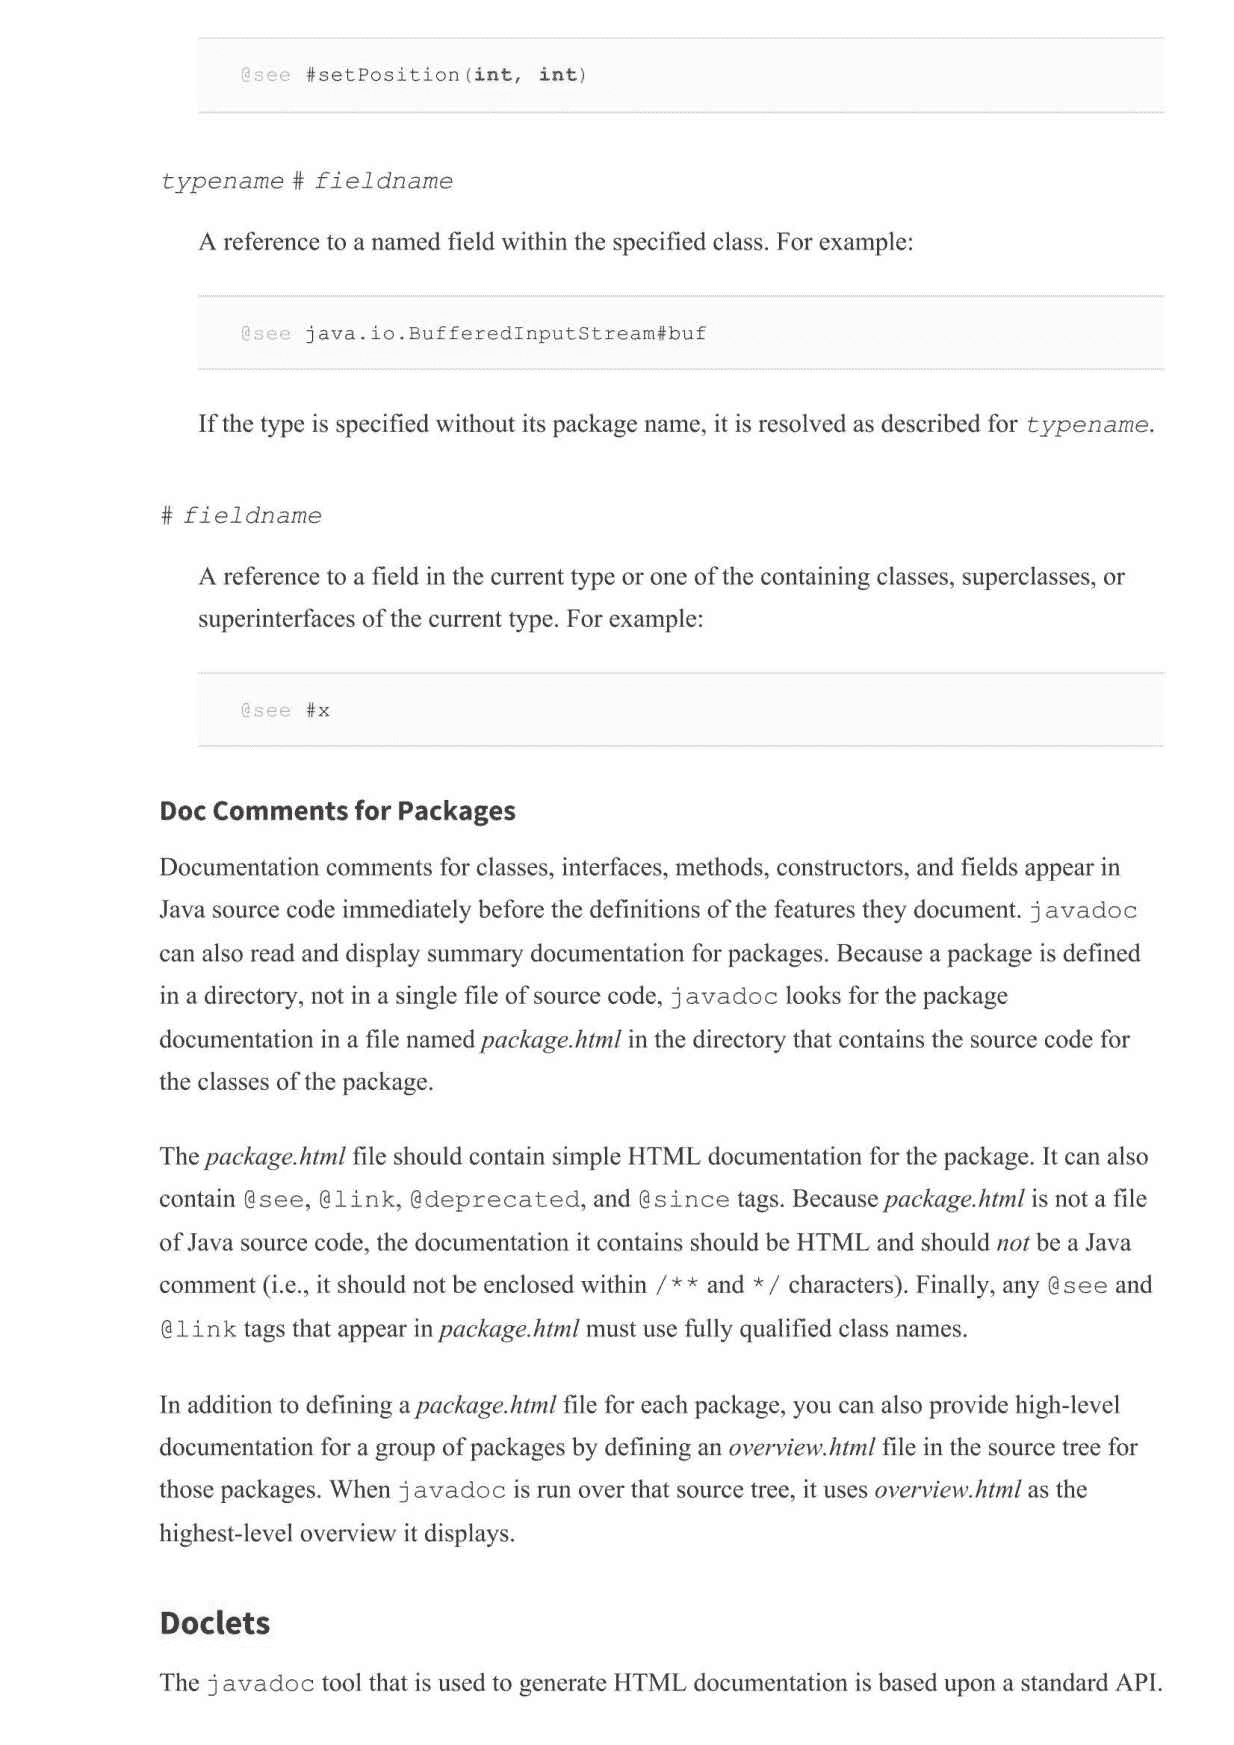 @see #setPosition(int, int)
typename # fieldname
A reference to a named field within the specified class. For example:
@see java.io.BufferedInputStream#buf
If the type is specified without its package name, it is resolved as described for typename.
# fieldname
A reference to a field in the current type or one of the containing classes, superclasses, or
superinterfaces of the current type. For example:
@see #x
Doc Comments for Packages
Documentation comments for classes, interfaces, methods, constructors, and fields appear in
Java source code immediately before the definitions of the features they document. javadoc
can also read and display summary documentation for packages. Because a package is defined
in a directory, not in a single file of source code, javadoc looks for the package
documentation in a file named package.html in the directory that contains the source code for
the classes of the package.
The package.html file should contain simple HTML documentation for the package. It can also
contain @see, @link, @deprecated, and @since tags. Because package.html is not a file
of Java source code, the documentation it contains should be HTML and should not be a Java
comment (i.e., it should not be enclosed within /** and */ characters). Finally, any @see and
@link tags that appear in package.html must use fully qualified class names.
In addition to defining a package.html file for each package, you can also provide high-level
documentation for a group of packages by defining an overview.html file in the source tree for
those packages. When javadoc is run over that source tree, it uses overview.html as the
highest-level overview it displays.
Doclets
The javadoc tool that is used to generate HTML documentation is based upon a standard API.